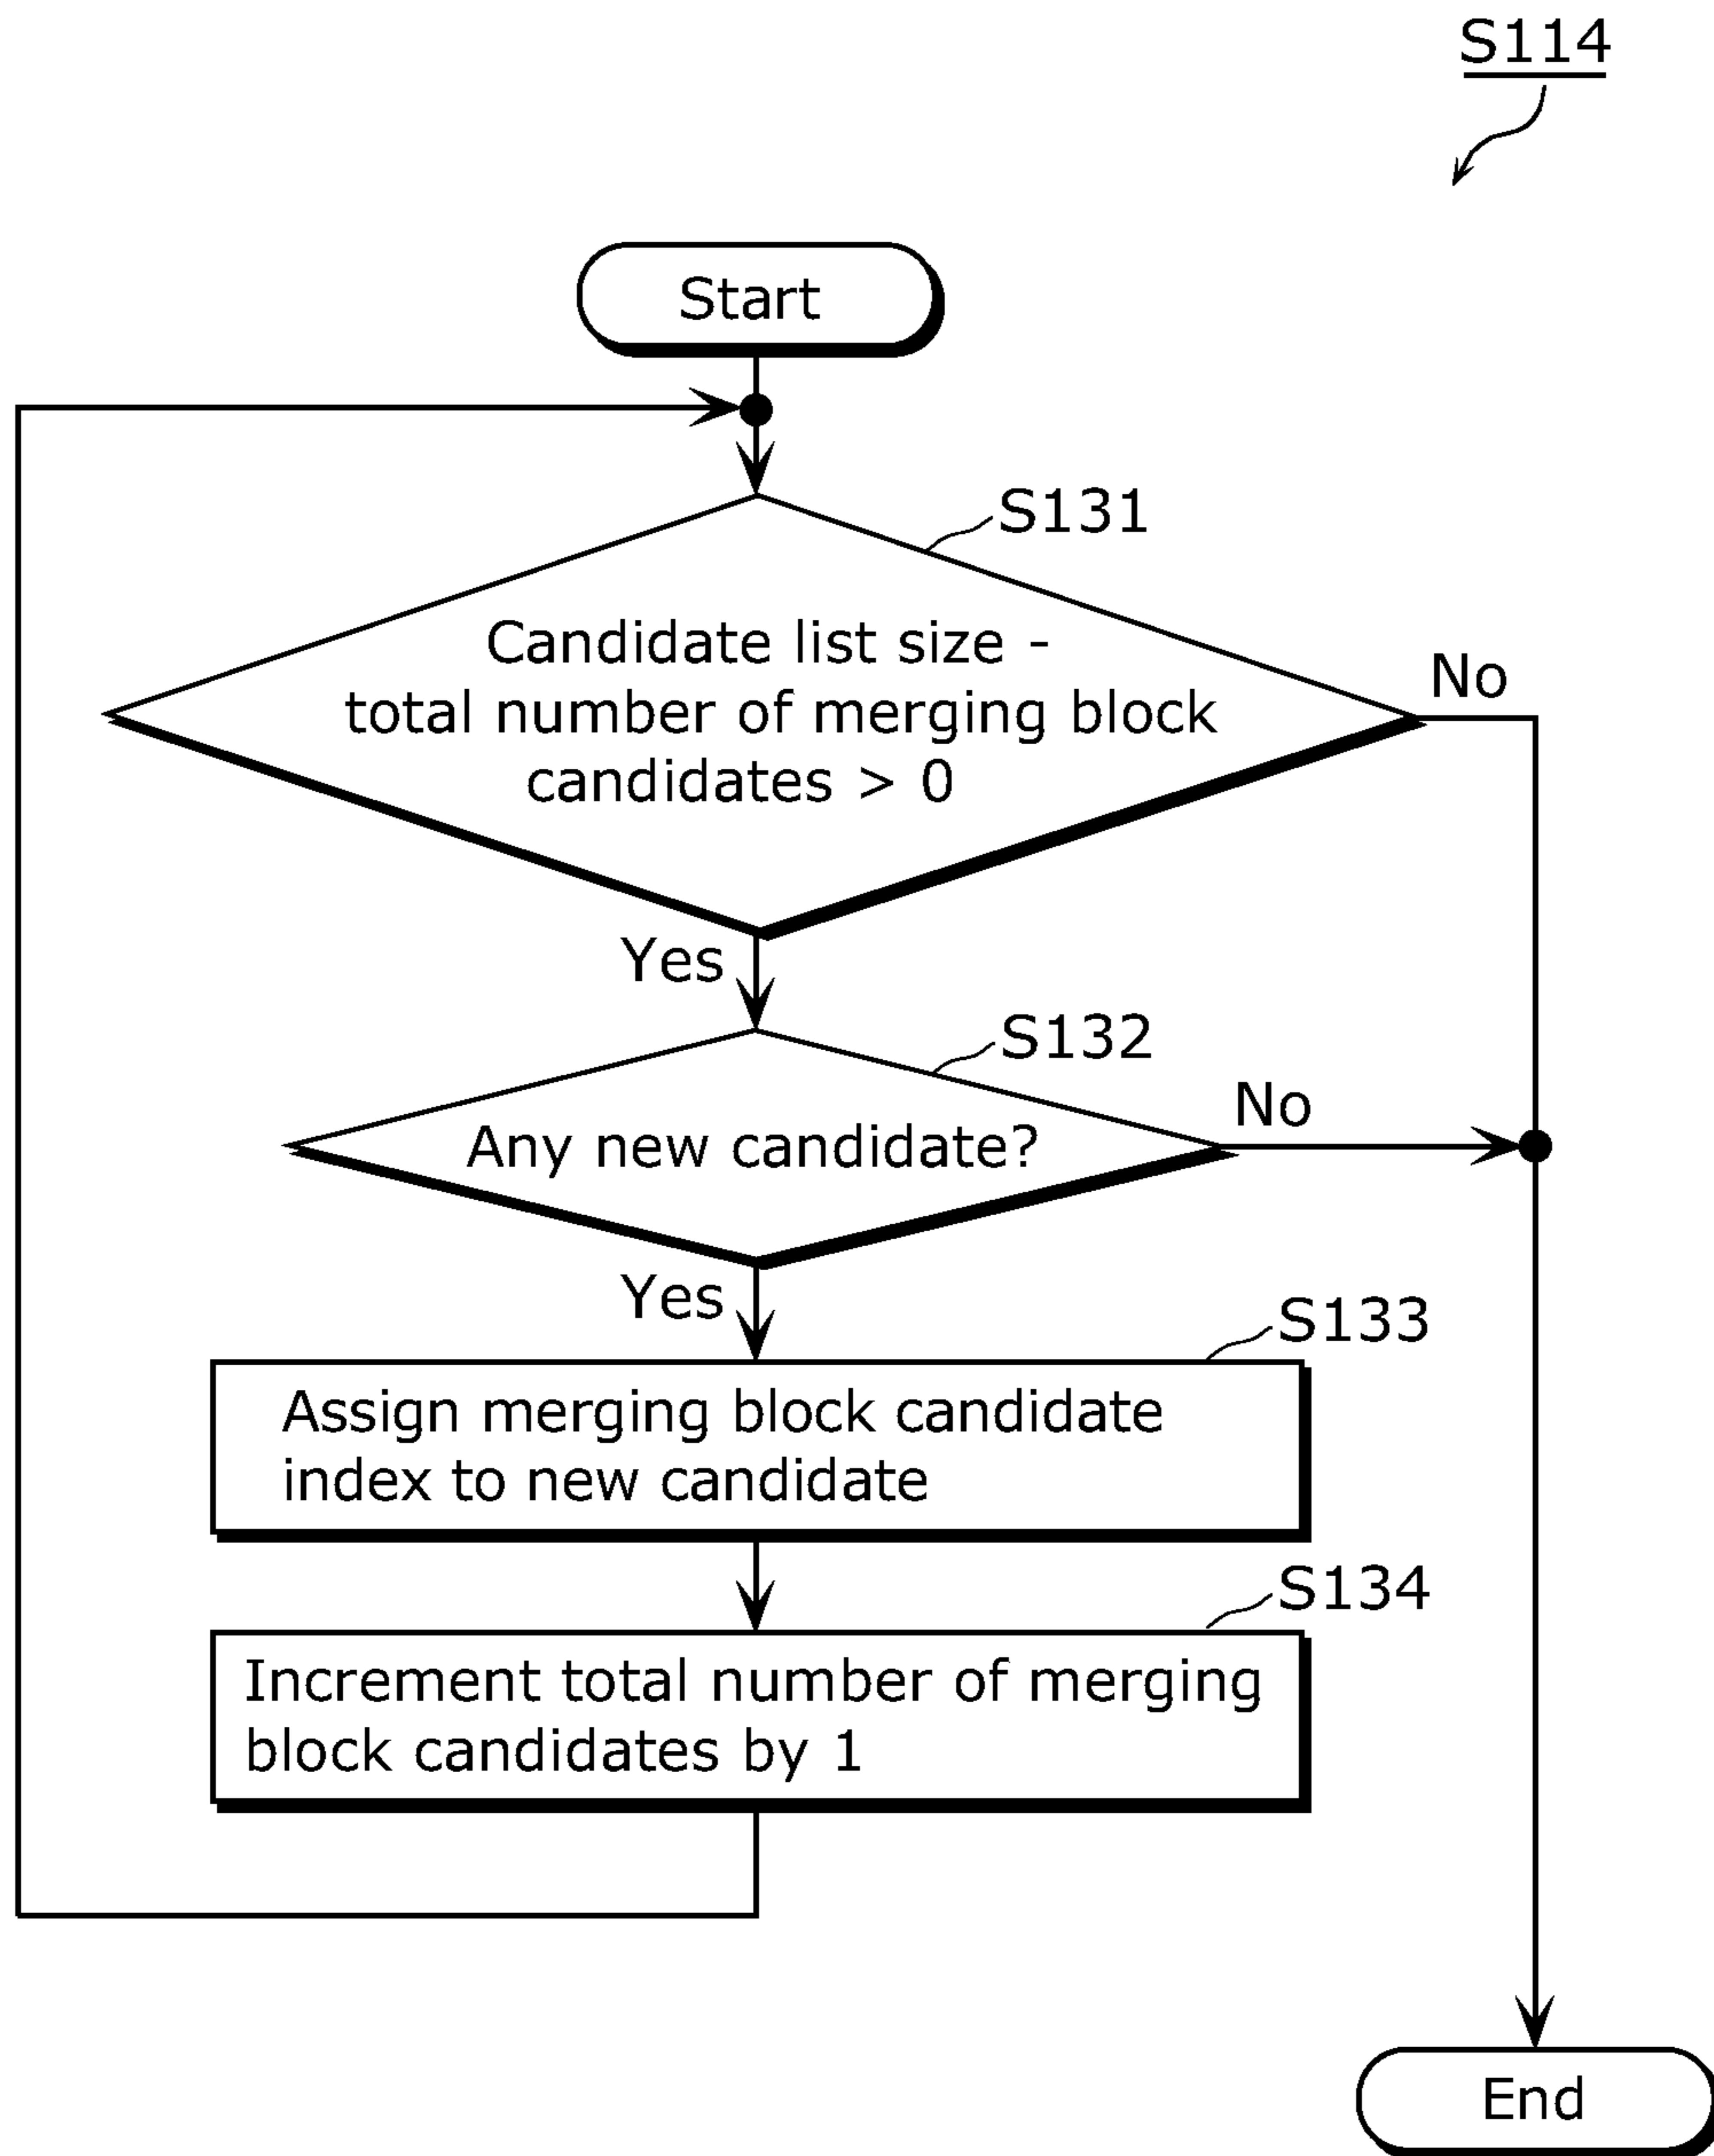 S114
Start
S131
Candidate list size -
total number of merging block
candidates > 0
No
Yes
S132
Any new candidate?
No
Yes
S133
Assign merging block candidate
index to new candidate
S134
Increment total number of merging
block candidates by 1
End